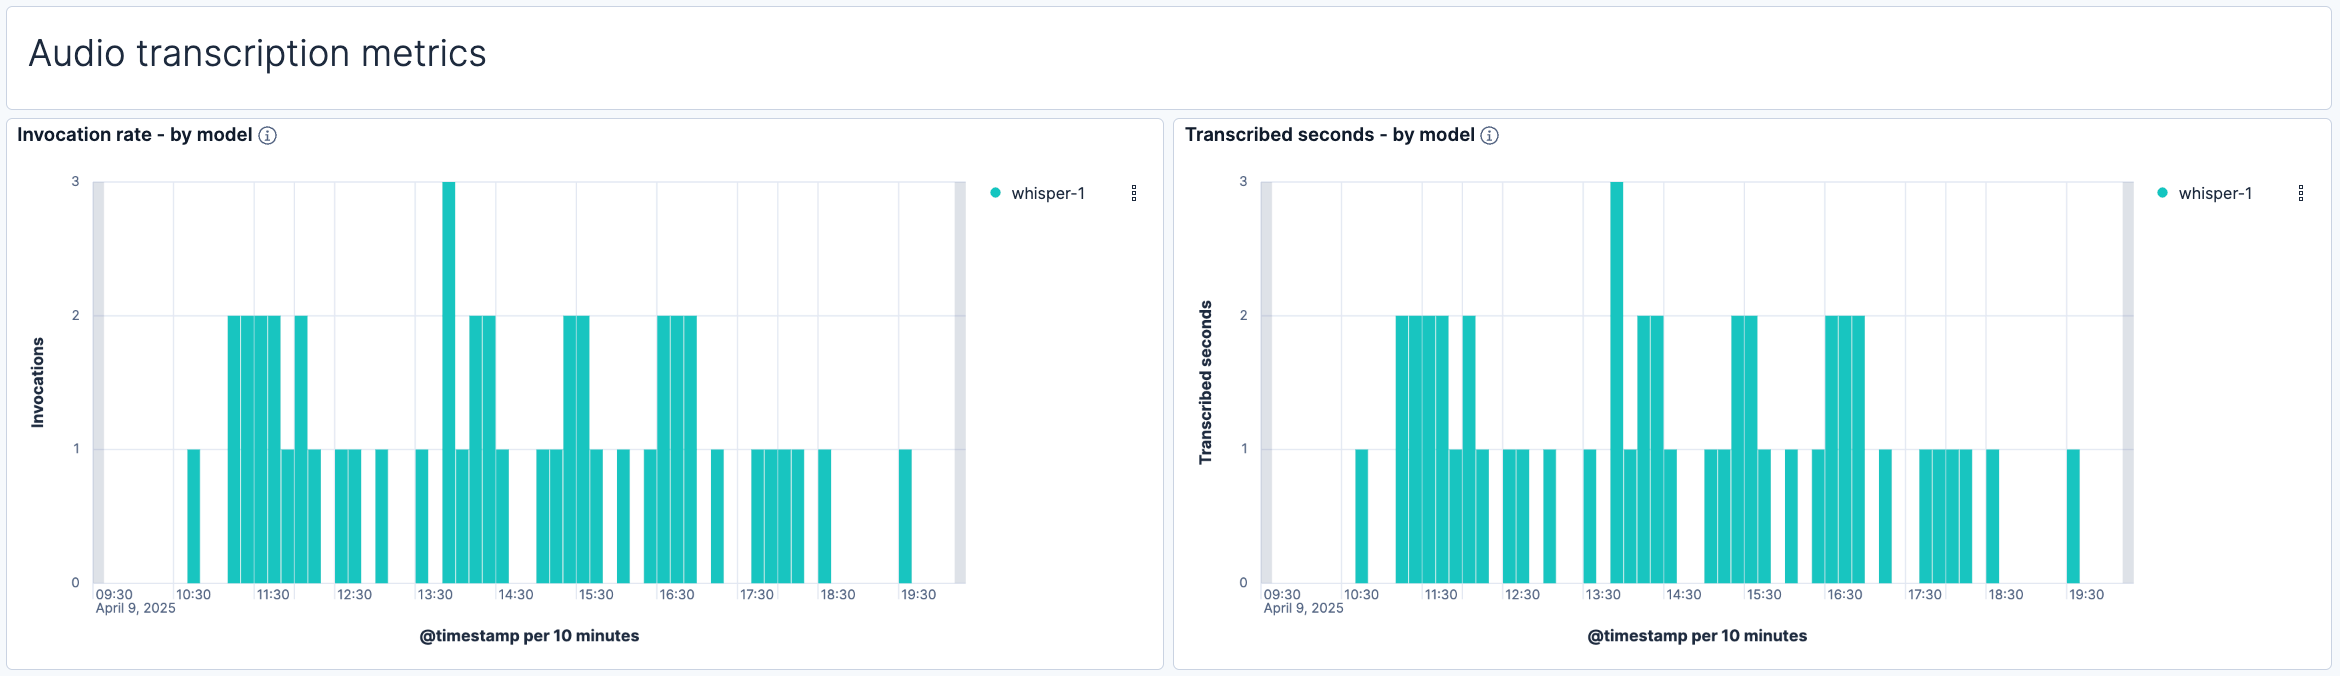 Audio transcription metrics
Invocation rate - by model
3
2
1
0
Invocations
09:30 10:30 11:30 12:30 13:30 14:30 15:30 16:30 17:30 18:30 19:30
April 9, 2025
@timestamp per 10 minutes
whisper-1
Transcribed seconds - by model
3
2
1
0
Transcribed seconds
09:30 10:30 11:30 12:30 13:30 14:30 15:30 16:30 17:30 18:30 19:30
April 9, 2025
@timestamp per 10 minutes
whisper-1